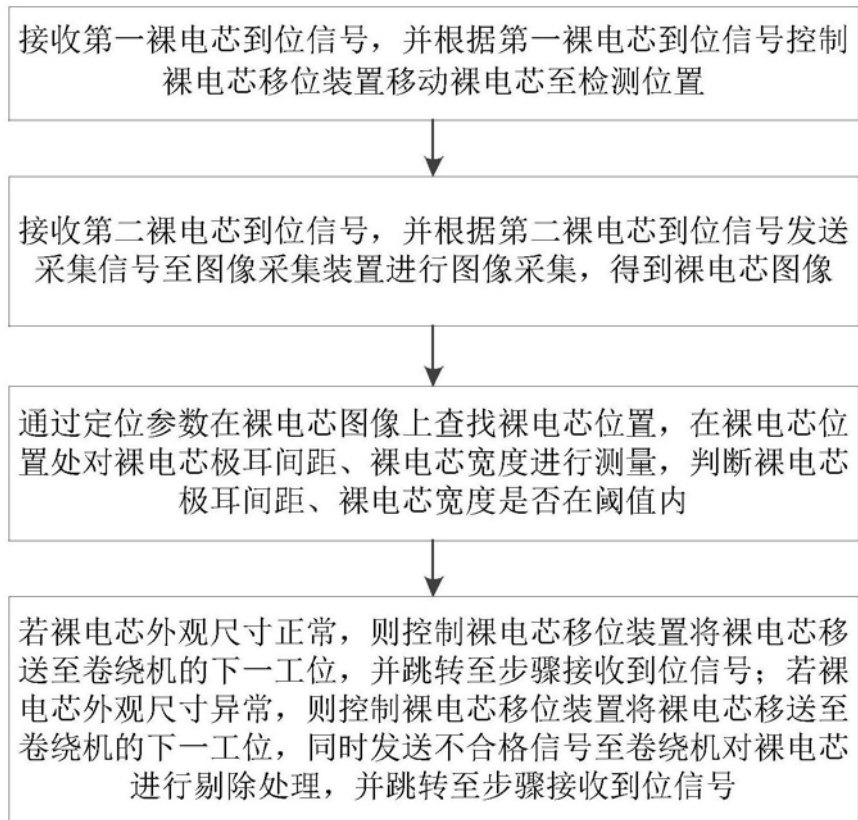 接收第一裸电芯到位信号，并根据第一裸电芯到位信号控制
裸电芯移位装置移动裸电芯至检测位置
接收第二裸电芯到位信号，并根据第二裸电芯到位信号发送
采集信号至图像采集装置进行图像采集，得到裸电芯图像
通过定位参数在裸电芯图像上查找裸电芯位置，在裸电芯位
置处对裸电芯极耳间距、裸电芯宽度进行测量，判断裸电芯
极耳间距、裸电芯宽度是否在阈值内
若裸电芯外观尺寸正常，则控制裸电芯移位装置将裸电芯移
送至卷绕机的下一工位，并跳转至步骤接收到位信号；若裸
电芯外观尺寸异常，则控制裸电芯移位装置将裸电芯移送至
卷绕机的下一工位，同时发送不合格信号至卷绕机对裸电芯
进行剔除处理，并跳转至步骤接收到位信号